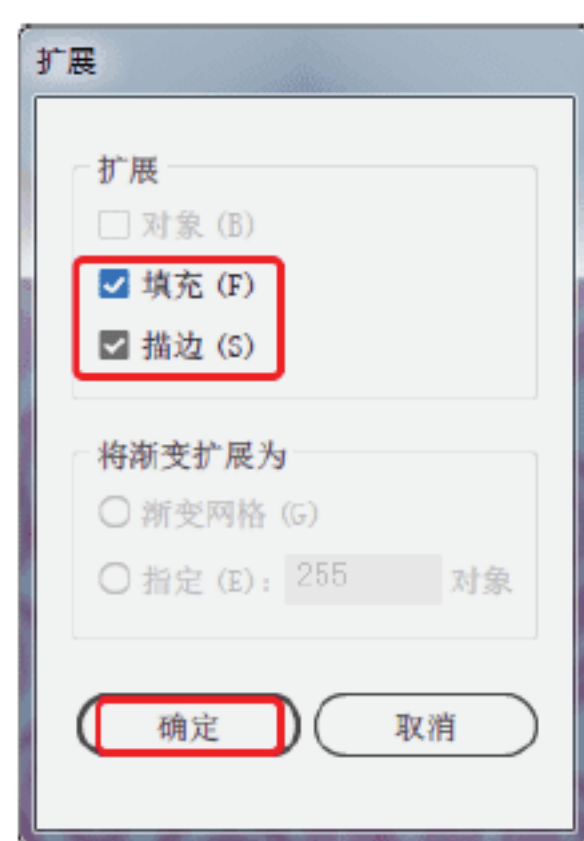 扩展
扩展
对象 (B)
填充 (F)
描边 (S)
将渐变扩展为
渐变网格 (G)
指定 (E): 255 对象
确定 取消